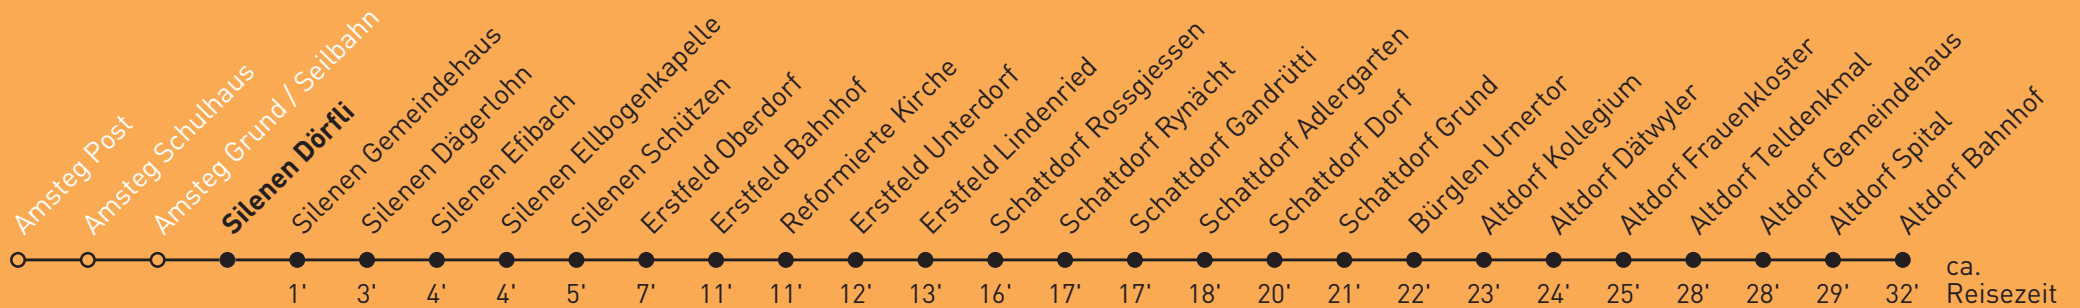 Amsteg Post
Amsteg Schulhaus
Amsteg Grund / Seilbahn
Silenen Dörfli
Silenen Gemeindehaus
Silenen Dägerlohn
Silenen Efibach
Silenen Ellbogenkapelle
Silenen Schützen
Erstfeld Oberdorf
Erstfeld Bahnhof
Reformierte Kirche
Erstfeld Unterdorf
Erstfeld Lindenried
Schattdorf Rossgiessen
Schattdorf Rynächt
Schattdorf Gandrütti
Schattdorf Adlergarten
Schattdorf Dorf
Schattdorf Grund
Bürglen Urnertor
Altdorf Kollegium
Altdorf Dätwyler
Altdorf Frauenkloster
Altdorf Telldenkmal
Altdorf Gemeindehaus
Altdorf Spital
Altdorf Bahnhof
1' 3' 4' 4' 5' 7' 11' 11' 12' 13' 16' 17' 17' 18' 20' 21' 22' 23' 24' 25' 28' 28' 29' 32'
ca.
Reisezeit